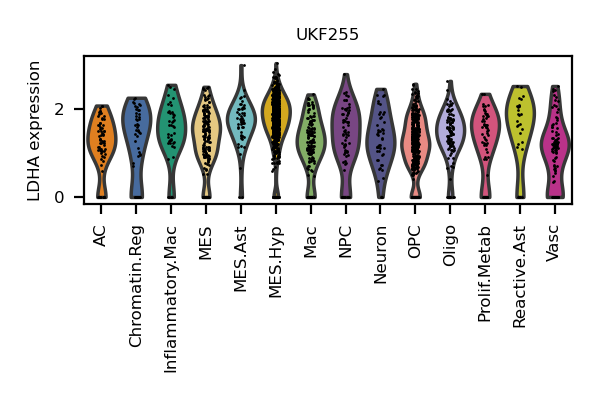 UKF255
LDHA expression
2
0
AC
Chromatin.Reg
Inflammatory.Mac
MES
MES.Ast
MES.Hyp
Mac
NPC
Neuron
OPC
Oligo
Prolif.Metab
Reactive.Ast
Vasc